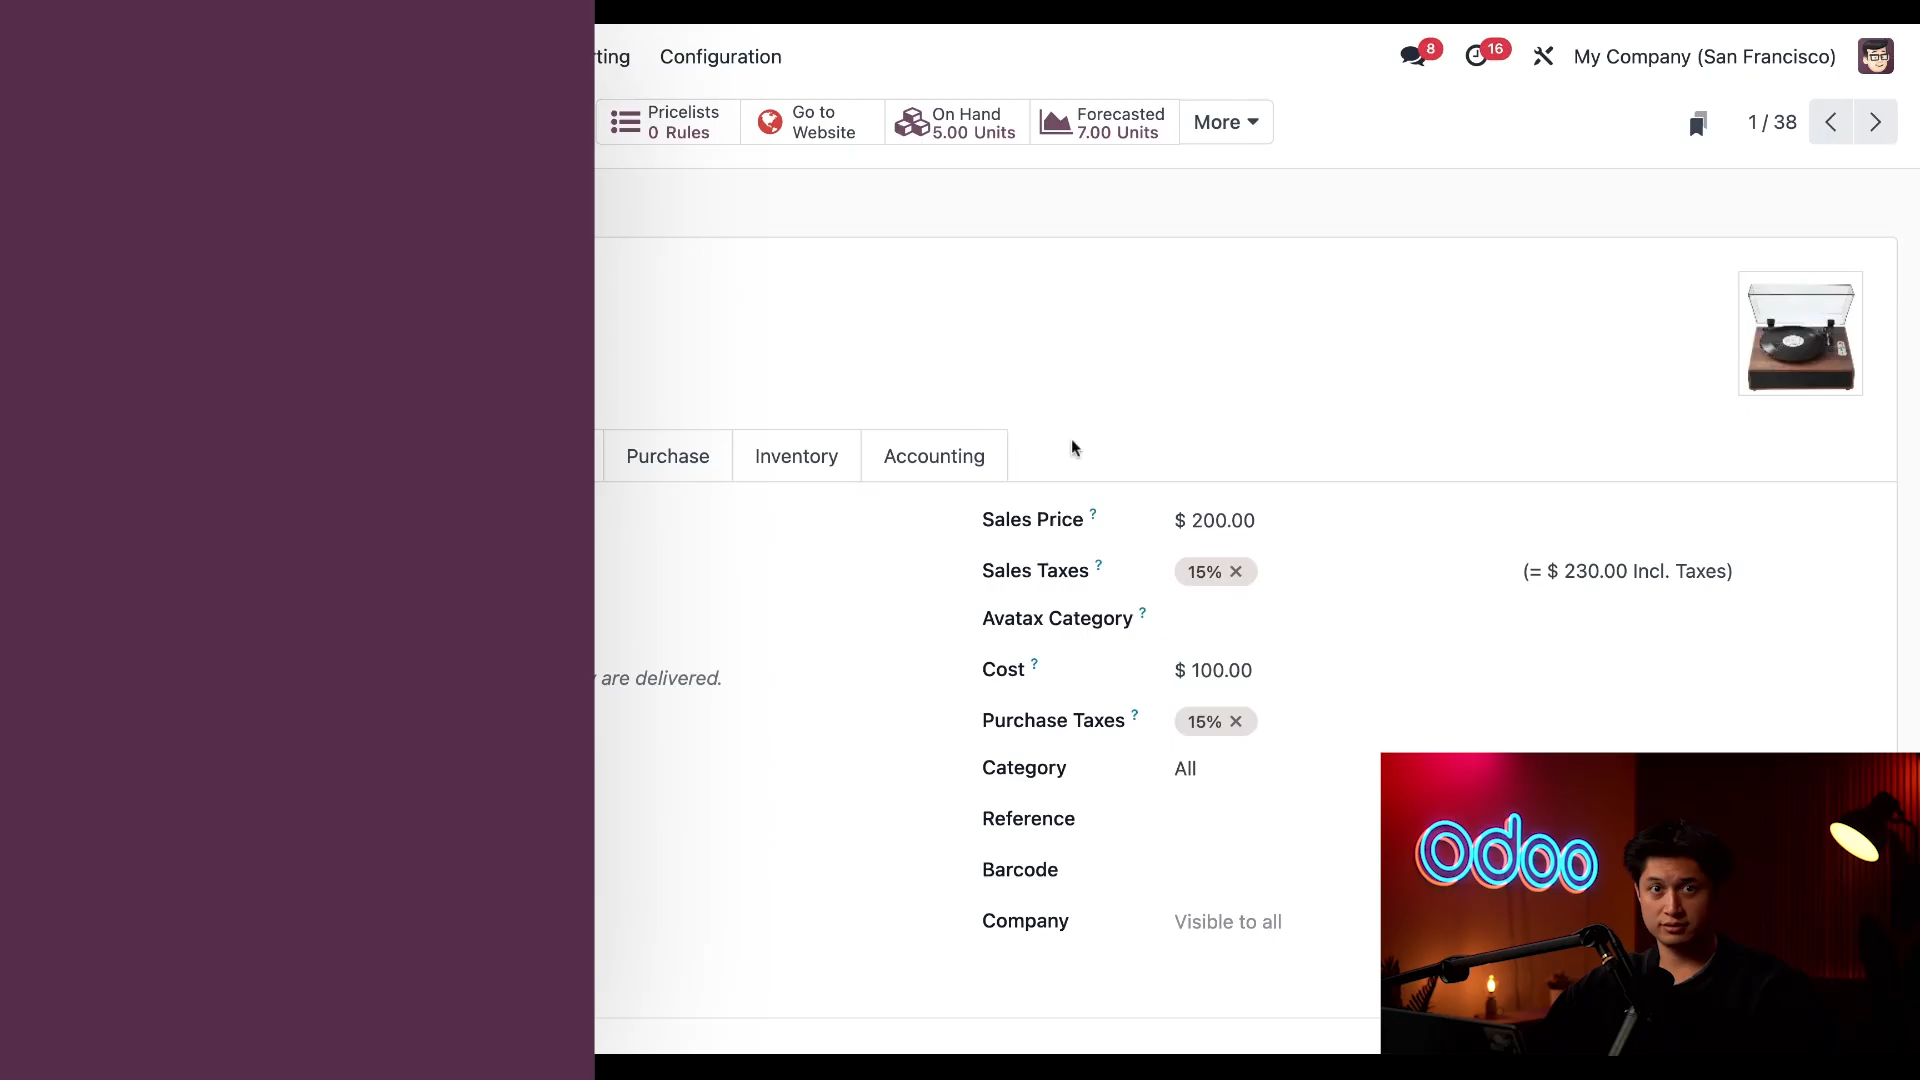 ting
Configuration
8
16
My Company (San Francisco)
Pricelists
0 Rules
Go to
Website
On Hand
5.00 Units
Forecasted
7.00 Units
More
1 / 38
Purchase
Inventory
Accounting
Sales Price ?
$ 200.00
Sales Taxes ?
15% ✕
(= $ 230.00 Incl. Taxes)
Avatax Category ?
Cost ?
$ 100.00
are delivered.
Purchase Taxes ?
15% ✕
Category
All
Reference
Barcode
Company
Visible to all
odoo